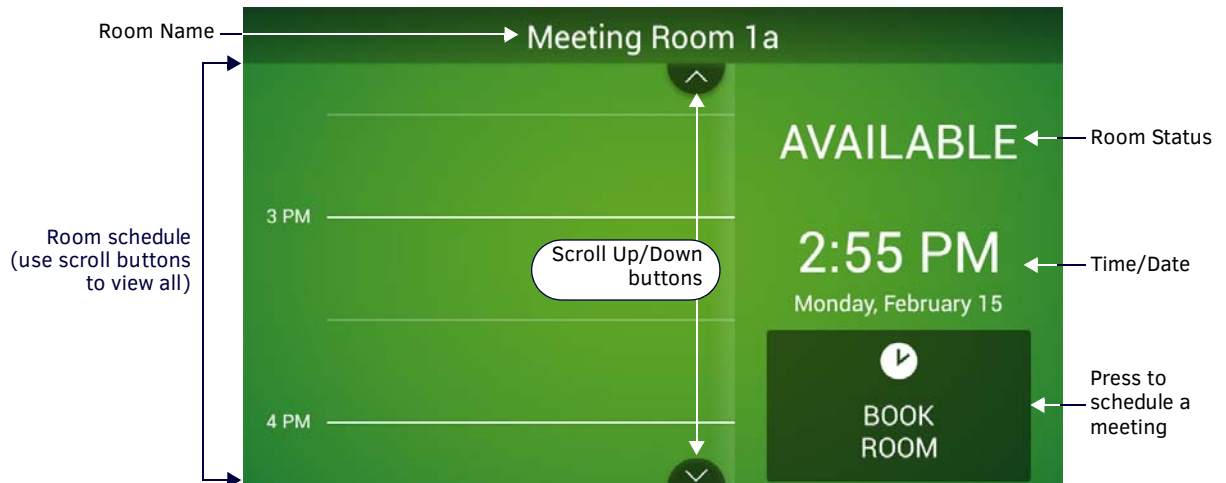 Room Name
Meeting Room 1a
AVAILABLE
Room Status
3 PM
Room schedule
(use scroll buttons
to view all)
Scroll Up/Down
buttons
2:55 PM
Time/Date
Monday, February 15
4 PM
BOOK
ROOM
Press to
schedule a
meeting